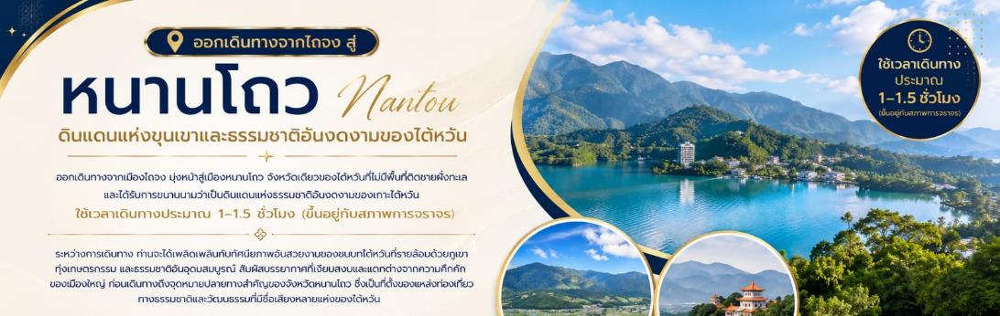 ออกเดินทางจากไถจง สู่
หนานโถว Nantou
ดินแดนแห่งขุนเขาและธรรมชาติอันงดงามของไต้หวัน
ออกเดินทางจากเมืองไถจง มุ่งหน้าสู่เมืองหนานโถว จังหวัดเดียวของไต้หวันที่ไม่มีพื้นที่ติดชายฝั่งทะเล
และได้รับการขนานนามว่าเป็นดินแดนแห่งธรรมชาติอันงดงามของเกาะไต้หวัน
ใช้เวลาเดินทางประมาณ 1-1.5 ชั่วโมง (ขึ้นอยู่กับสภาพการจราจร)
ระหว่างการเดินทาง ท่านจะได้เพลิดเพลินกับทัศนียภาพอันสวยงามของชนบทไต้หวันที่รายล้อมด้วยภูเขา
ทุ่งเกษตรกรรม และธรรมชาติอันอุดมสมบูรณ์ สัมผัสบรรยากาศที่เงียบสงบและแตกต่างจากความคึกคัก
ของเมืองใหญ่ ก่อนเดินทางถึงจุดหมายปลายทางสำคัญของจังหวัดหนานโถว ซึ่งเป็นที่ตั้งของแหล่งท่องเที่ยว
ทางธรรมชาติและวัฒนธรรมที่มีชื่อเสียงหลายแห่งของไต้หวัน
ใช้เวลาเดินทาง
ประมาณ
1-1.5 ชั่วโมง
(ขึ้นอยู่กับสภาพการจราจร)